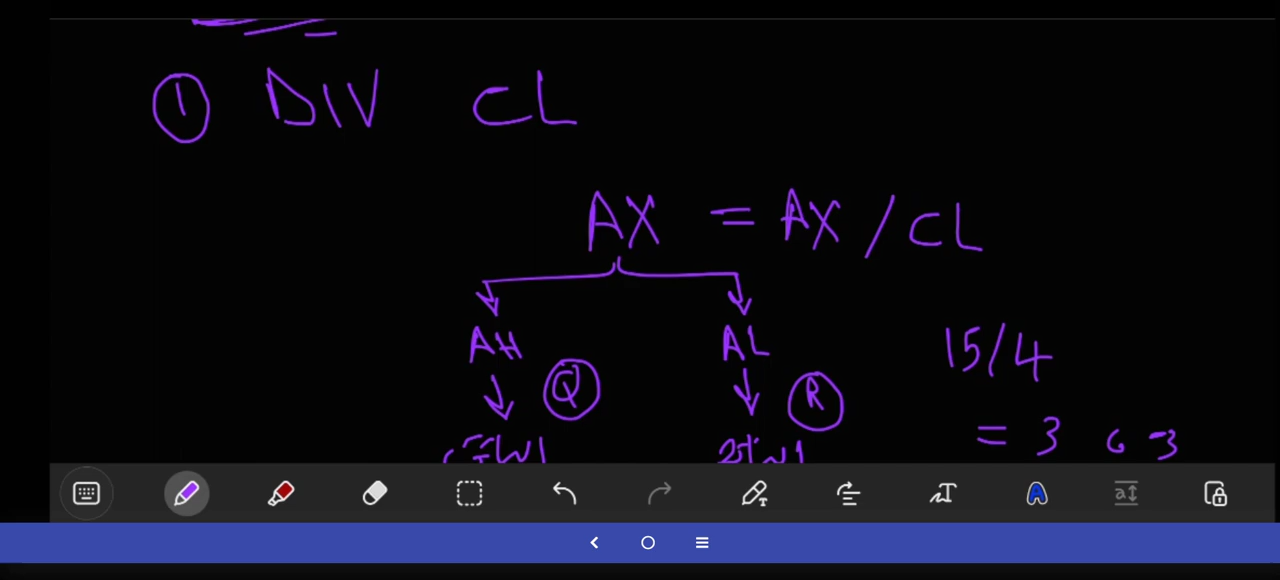 ① DIV CL
AX = AX / CL
AH AL
15/4
Q R
= 3 6 3